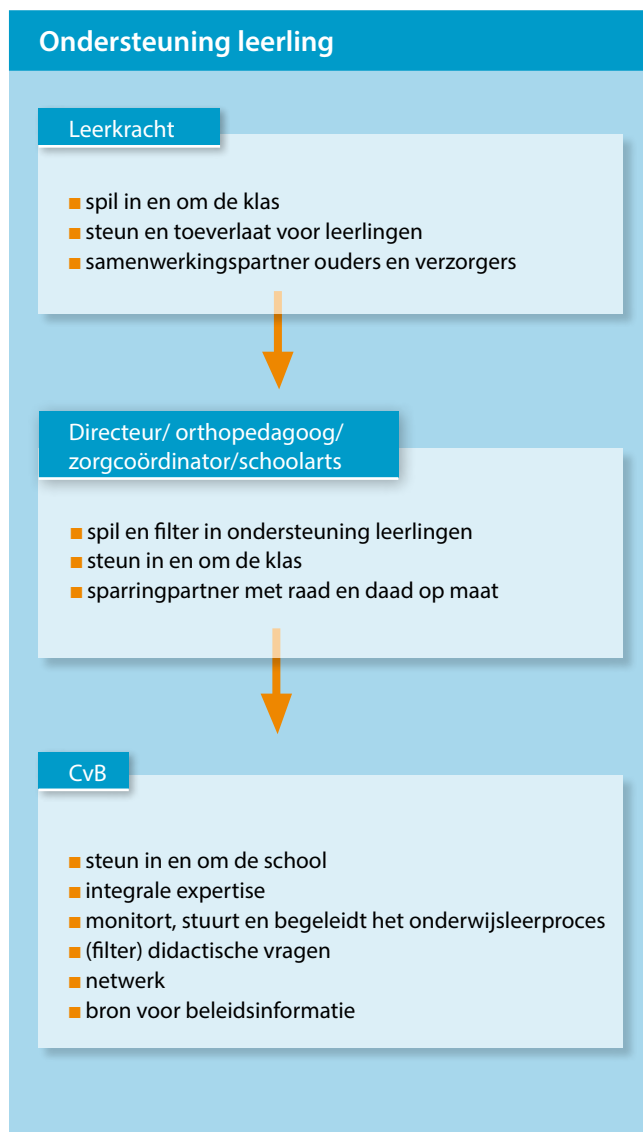 Ondersteuning leerling
Leerkracht
■ spil in en om de klas
■ steun en toeverlaat voor leerlingen
■ samenwerkingspartner ouders en verzorgers
Directeur/ orthopedagoog/
zorgcoördinator/schoolarts
■ spil en filter in ondersteuning leerlingen
■ steun in en om de klas
■ sparringpartner met raad en daad op maat
CvB
■ steun in en om de school
■ integrale expertise
■ monitort, stuurt en begeleidt het onderwijsleerproces
■ (filter) didactische vragen
■ netwerk
■ bron voor beleidsinformatie